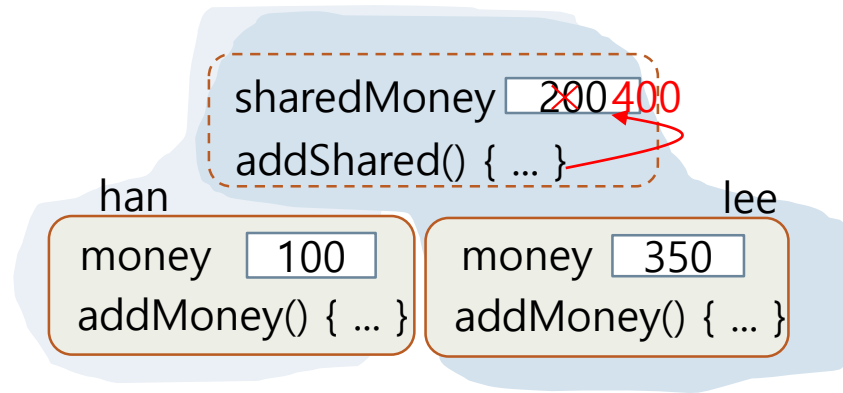 sharedMoney 200 400
addShared() { ... }
han
lee
money 100
addMoney() { ... }
money 350
addMoney() { ... }